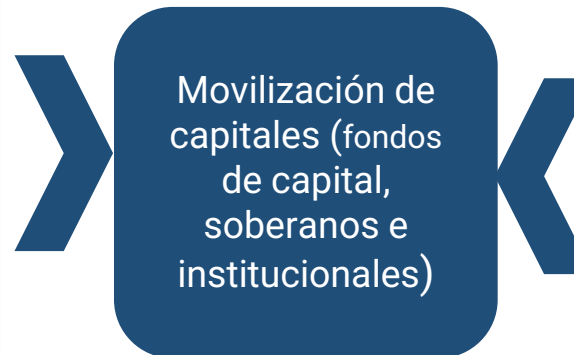 Movilización de
capitales (fondos
de capital,
soberanos e
institucionales)